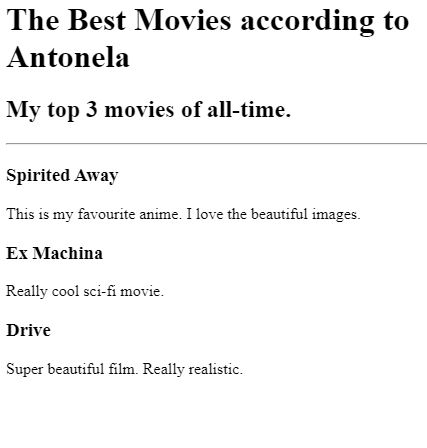 The Best Movies according to
Antonela
My top 3 movies of all-time.
Spirited Away
This is my favourite anime. I love the beautiful images.
Ex Machina
Really cool sci-fi movie.
Drive
Super beautiful film. Really realistic.